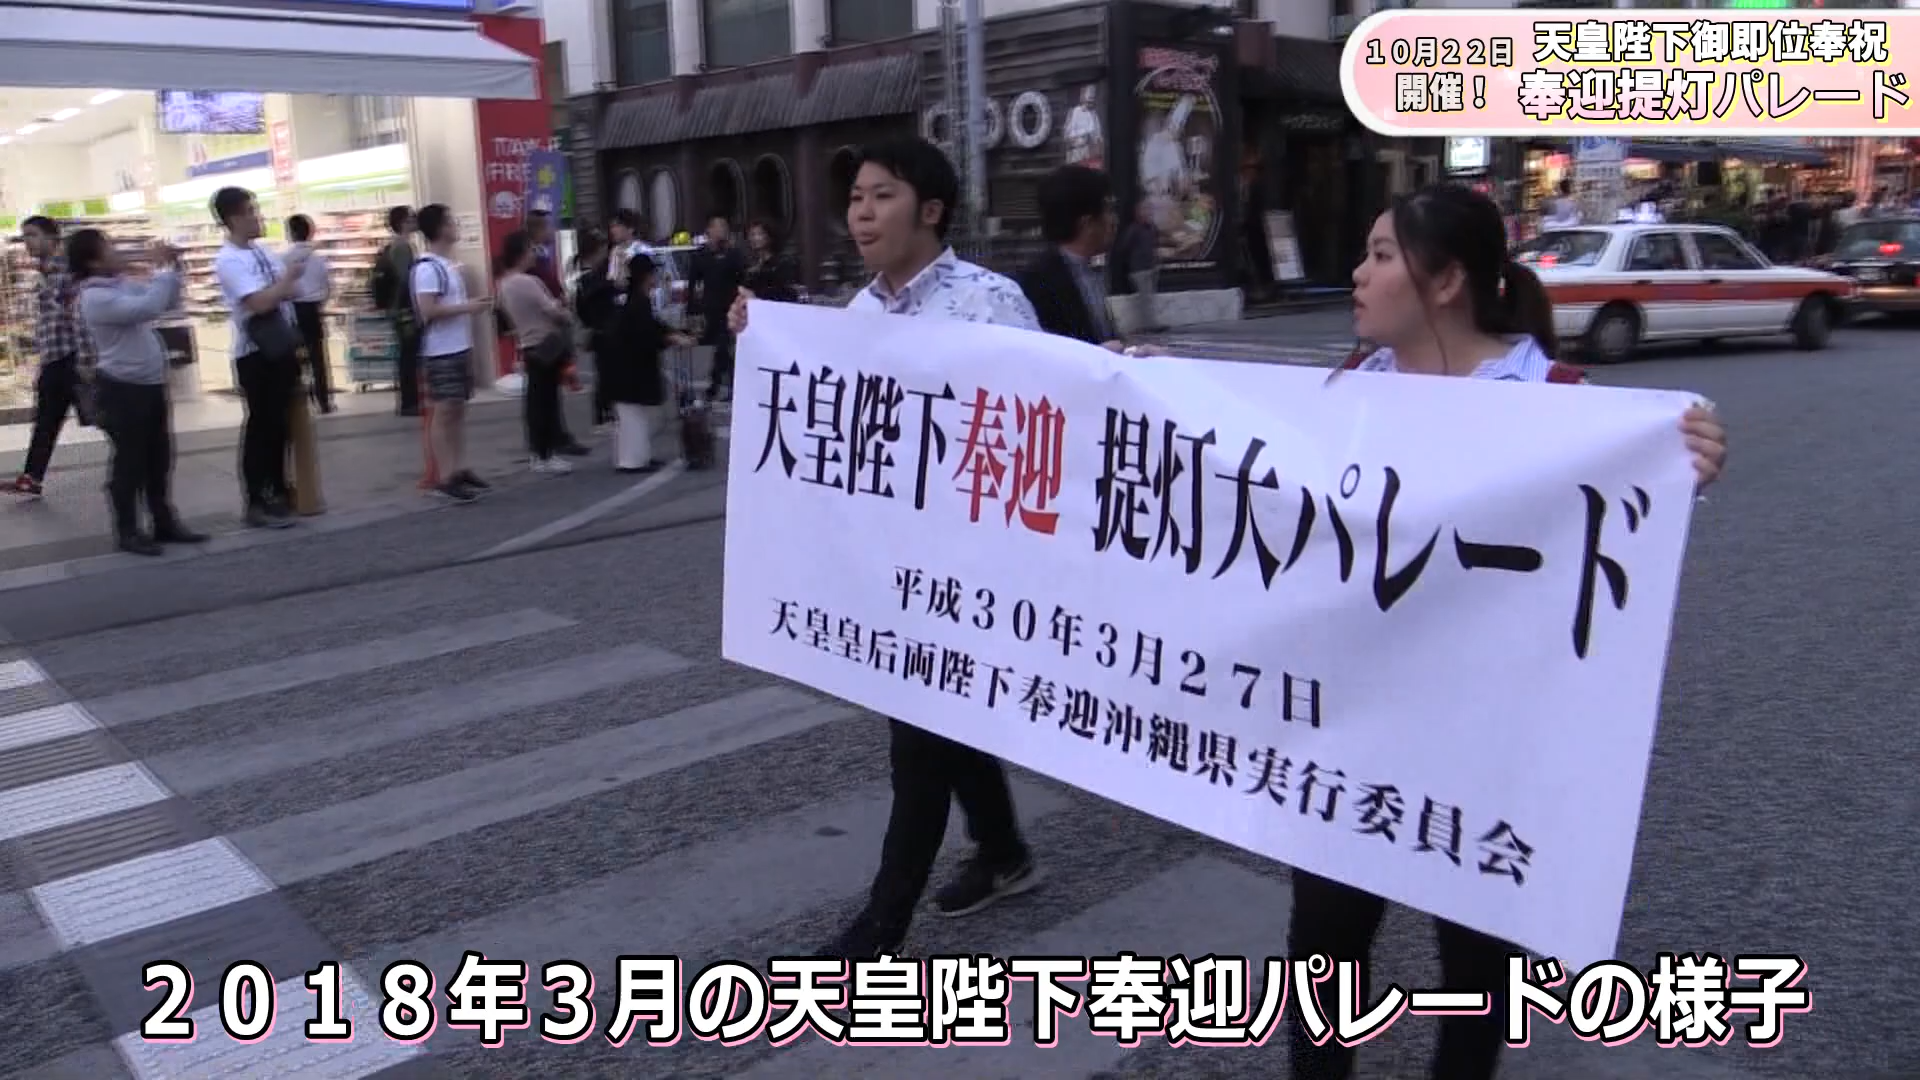 10月22日
開催！
天皇陛下御即位奉祝
奉迎提灯パレード
TAX
FREE
天皇陛下奉迎 提灯大パレード
平成30年3月27日
天皇皇后両陛下奉迎沖縄県実行委員会
２０１８年３月の天皇陛下奉迎パレードの様子